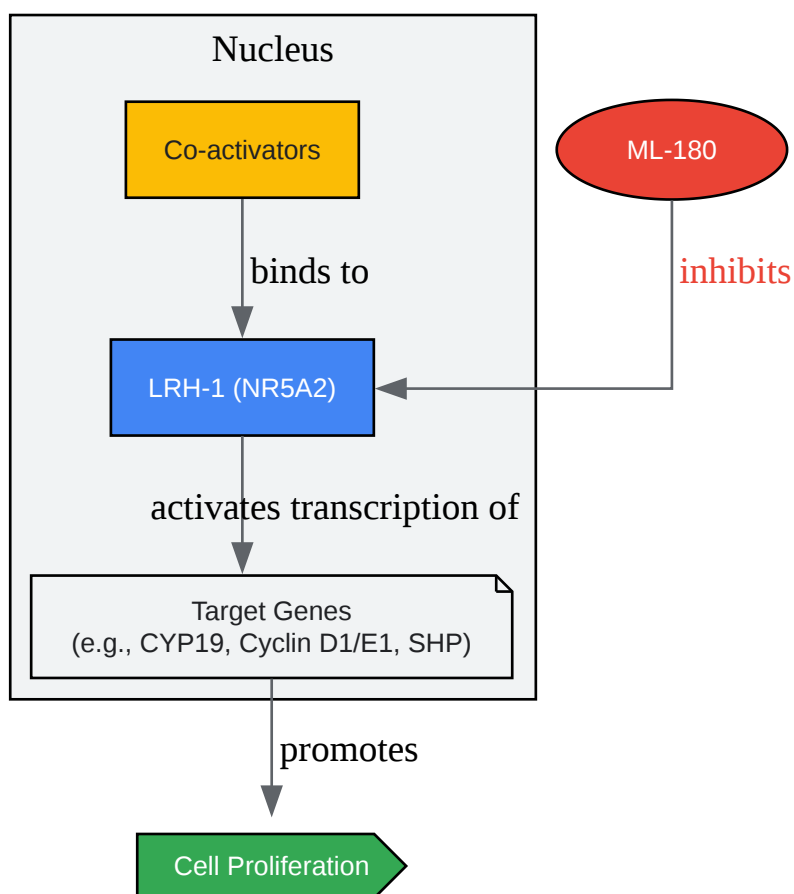 Nucleus
Co-activators
ML-180
binds to
inhibits
LRH-1 (NR5A2)
activates transcription of
Target Genes
(e.g., CYP19, Cyclin D1/E1, SHP)
promotes
Cell Proliferation